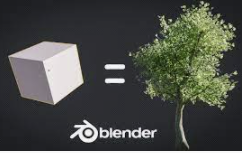 =
blender